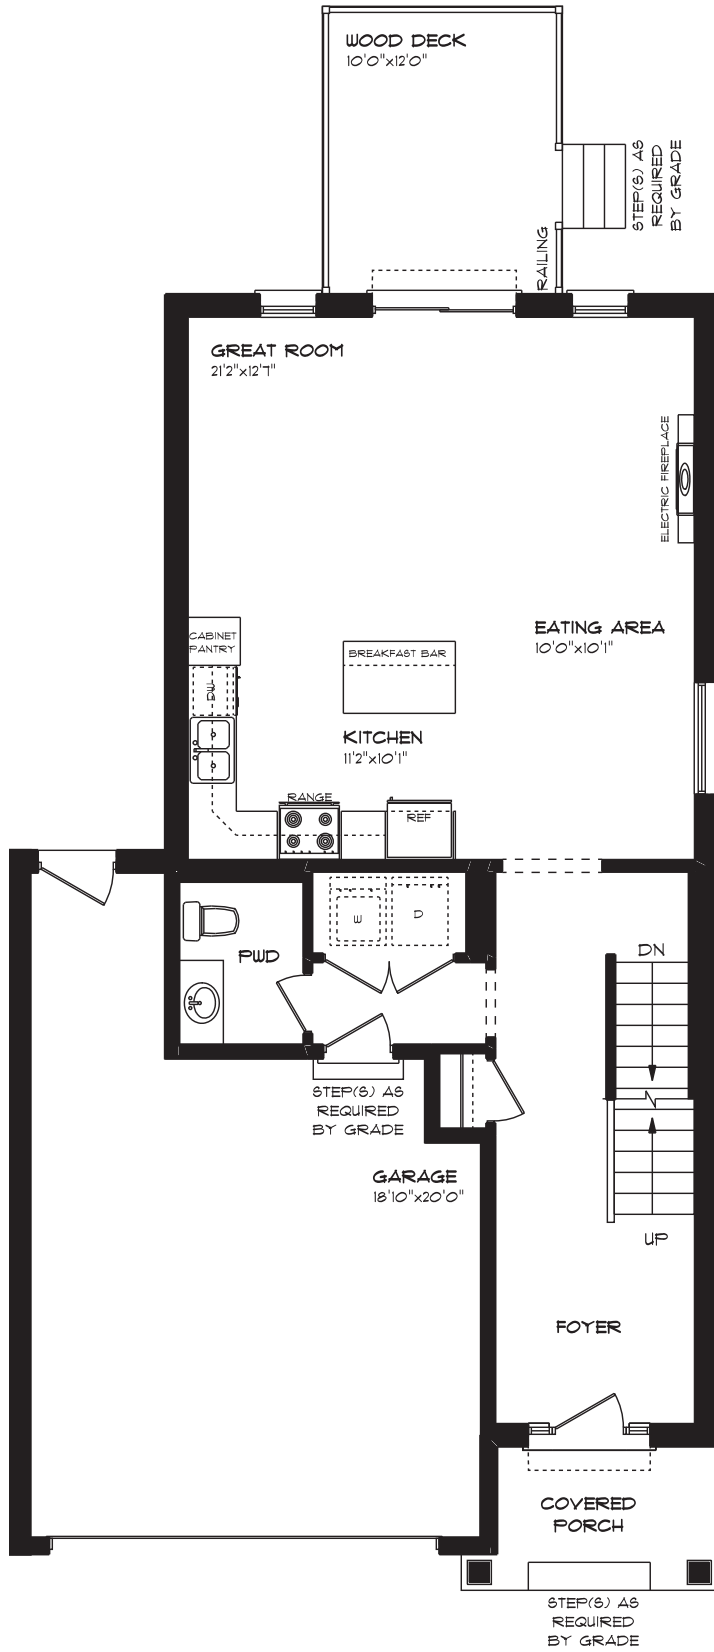 WOOD DECK
10'0"x12'0"
STEP(S) AS
REQUIRED
BY GRADE
RAILING
GREAT ROOM
21'2"x12'7"
ELECTRIC FIREPLACE
EATING AREA
10'0"x10'1"
CABINET
PANTRY
BREAKFAST BAR
DW
KITCHEN
11'2"x10'1"
RANGE
REF
W
D
PWD
DN
STEP(S) AS
REQUIRED
BY GRADE
GARAGE
18'10"x20'0"
UP
FOYER
COVERED
PORCH
STEP(S) AS
REQUIRED
BY GRADE